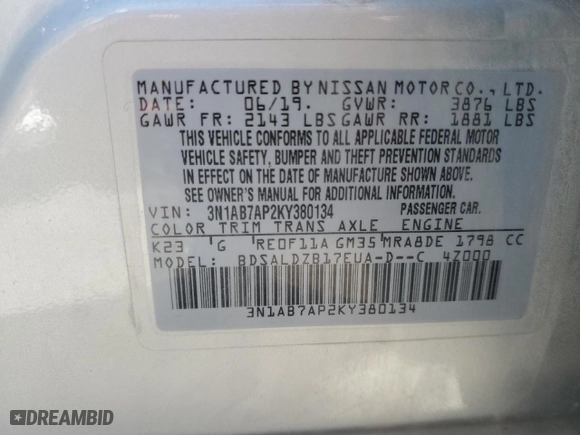 MANUFACTURED BY NISSAN MOTOR CO., LTD.
DATE: 06/19. GVWR: 3876 LBS
GAWR FR: 2143 LBS GAWR RR: 1881 LBS
THIS VEHICLE CONFORMS TO ALL APPLICABLE FEDERAL MOTOR
VEHICLE SAFETY, BUMPER AND THEFT PREVENTION STANDARDS
IN EFFECT ON THE DATE OF MANUFACTURE SHOWN ABOVE.
SEE OWNER'S MANUAL FOR ADDITIONAL INFORMATION.
VIN: 3N1AB7AP2KY380134 PASSENGER CAR.
COLOR TRIM TRANS AXLE ENGINE
K23 G RE0F11A GM35 MRA8DE 1798 CC
MODEL: BDSALDZB17EUA-D--C 4Z000
3N1AB7AP2KY380134
DREAMBID